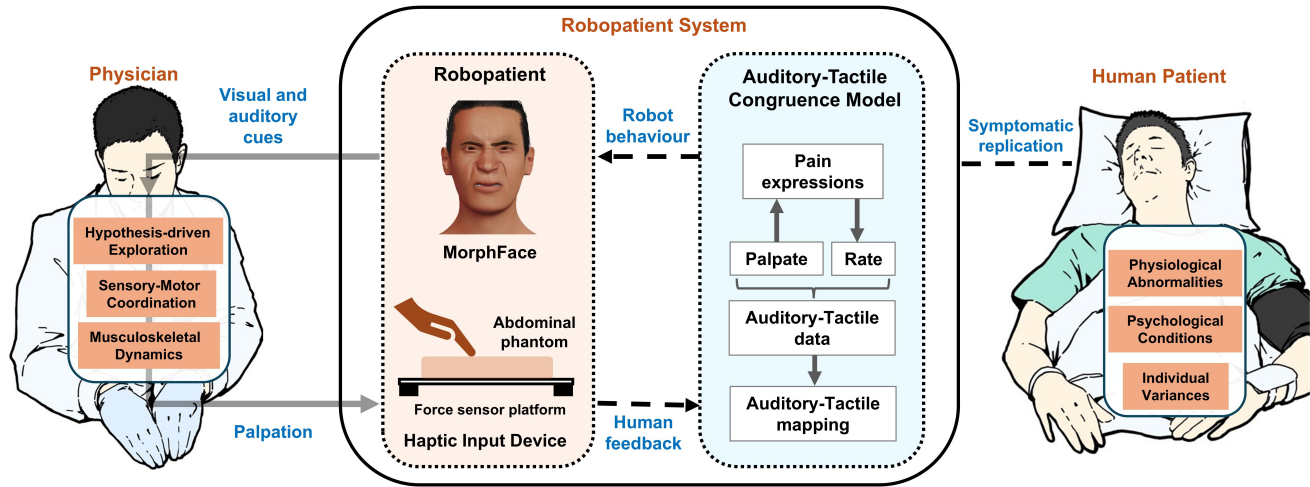 Robopatient System
Physician
Visual and
auditory
cues
Hypothesis-driven
Exploration
Sensory-Motor
Coordination
Musculoskeletal
Dynamics
Palpation
Robopatient
MorphFace
Abdominal
phantom
Force sensor platform
Haptic Input Device
Robot
behaviour
Human
feedback
Auditory-Tactile
Congruence Model
Pain
expressions
Palpate
Rate
Auditory-Tactile
data
Auditory-Tactile
mapping
Symptomatic
replication
Human Patient
Physiological
Abnormalities
Psychological
Conditions
Individual
Variances